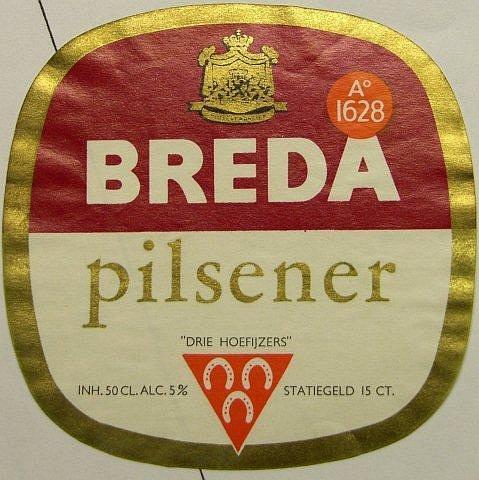 A° 1628
BREDA
pilsener
"DRIE HOEFIJZERS"
INH. 50 CL. ALC. 5% STATIEGELD 15 CT.